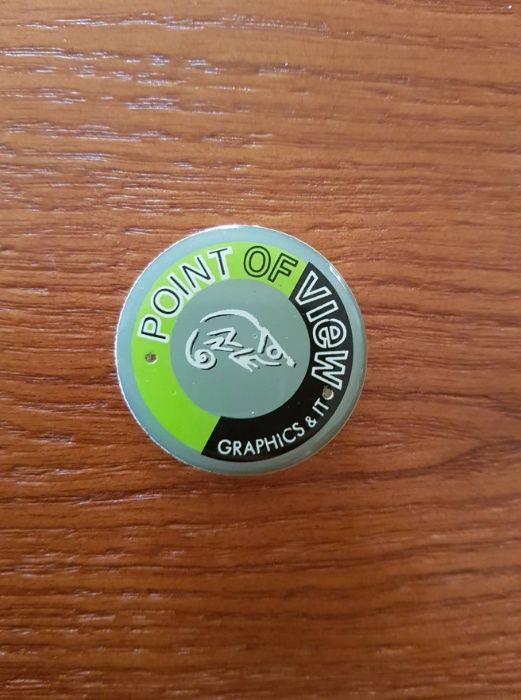 POINT OF VIEW
GRAPHICS & IT